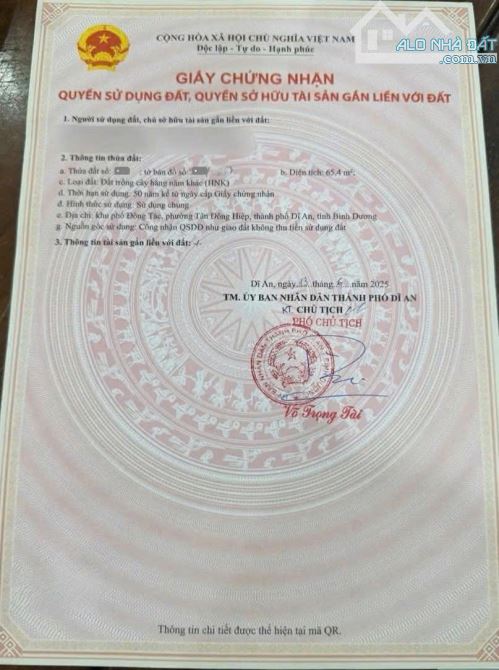 ALO NHÀ ĐẤT
.com.vn
CỘNG HÒA XÃ HỘI CHỦ NGHĨA VIỆT NAM
Độc lập - Tự do - Hạnh phúc
GIẤY CHỨNG NHẬN
QUYỀN SỬ DỤNG ĐẤT, QUYỀN SỞ HỮU TÀI SẢN GẮN LIỀN VỚI ĐẤT
1. Người sử dụng đất, chủ sở hữu tài sản gắn liền với đất:
2. Thông tin thửa đất:
a. Thửa đất số: ; tờ bản đồ số: b. Diện tích: 65,4 m²;
c. Loại đất: Đất trồng cây hàng năm khác (HNK)
d. Thời hạn sử dụng: 50 năm kể từ ngày cấp Giấy chứng nhận
đ. Hình thức sử dụng: Sử dụng chung
e. Địa chỉ: khu phố Đông Tác, phường Tân Đông Hiệp, thành phố Dĩ An, tỉnh Bình Dương
g. Nguồn gốc sử dụng: Công nhận QSDĐ như giao đất không thu tiền sử dụng đất
3. Thông tin tài sản gắn liền với đất: -/-
Dĩ An, ngày 13 tháng năm 2025
TM. ỦY BAN NHÂN DÂN THÀNH PHỐ DĨ AN
KT CHỦ TỊCH
PHÓ CHỦ TỊCH
Võ Trọng Tài
Thông tin chi tiết được thể hiện tại mã QR.